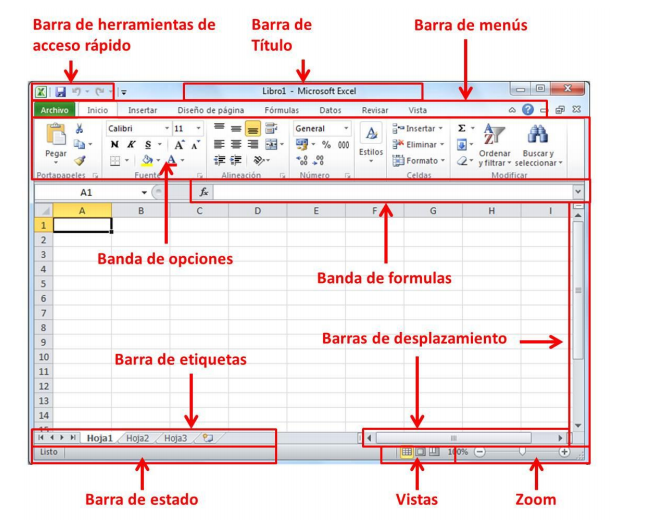 Barra de herramientas de
acceso rápido
Barra de
Título
Barra de menús
Libro1 - Microsoft Excel
Archivo Inicio Insertar Diseño de página Fórmulas Datos Revisar Vista
Calibri 11 General Insertar Σ
Pegar N K S A A % 000 Estilos Eliminar Ordenar y filtrar Buscar y seleccionar
A Formato
Portapapeles Fuente Alineación Número Celdas Modificar
A1 fx
A B C D E F G H I
1
2
3
Banda de opciones
4
Banda de formulas
5
6
7
8
Barras de desplazamiento
9
10
Barra de etiquetas
11
12
13
14
15
Hoja1 Hoja2 Hoja3
Listo 100%
Barra de estado
Vistas
Zoom